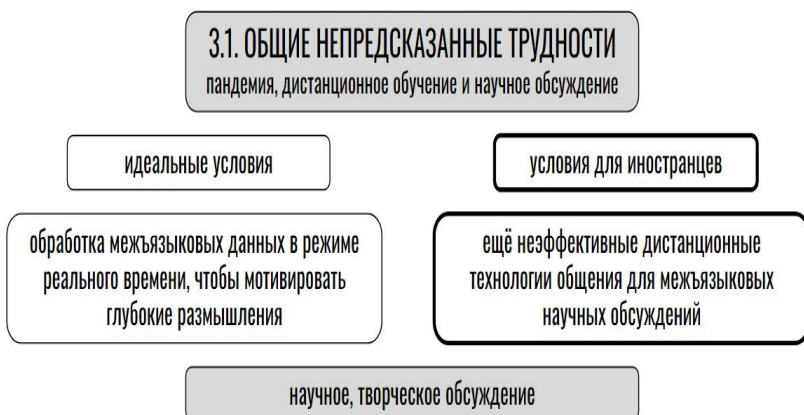 3.1. ОБЩИЕ НЕПРЕДСКАЗАННЫЕ ТРУДНОСТИ
пандемия, дистанционное обучение и научное обсуждение
идеальные условия
условия для иностранцев
обработка межъязыковых данных в режиме
реального времени, чтобы мотивировать
глубокие размышления
ещё неэффективные дистанционные
технологии общения для межъязыковых
научных обсуждений
научное, творческое обсуждение